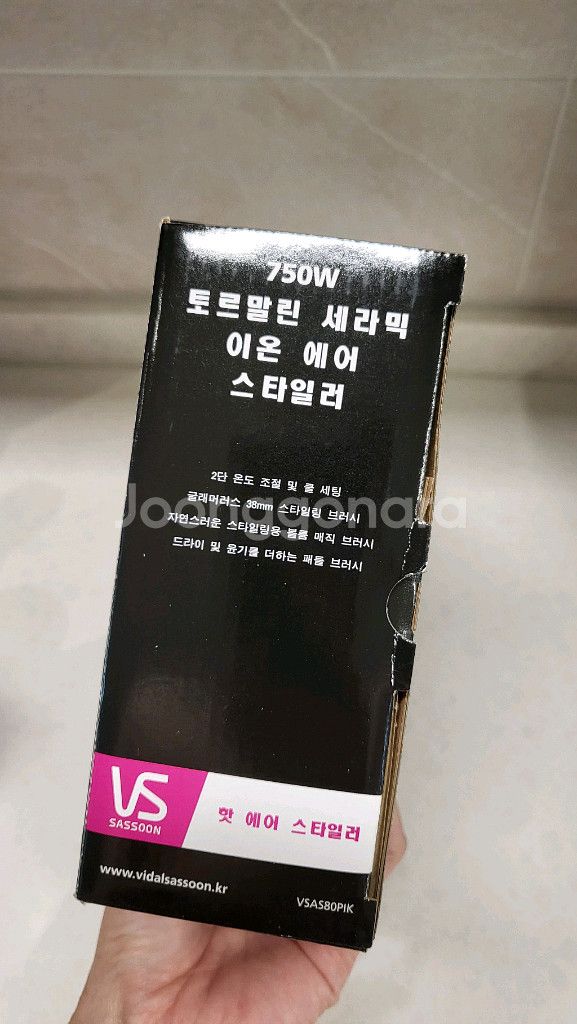 750W
토르말린 세라믹
이온 에어
스타일러
2단 온도 조절 및 쿨 세팅
글래머러스 38mm 스타일링 브러시
자연스러운 스타일링용 볼륨 매직 브러시
드라이 및 윤기를 더하는 패들 브러시
Joonggonara
VS
SASSOON
핫 에어 스타일러
www.vidalsassoon.kr
VSAS80PIK